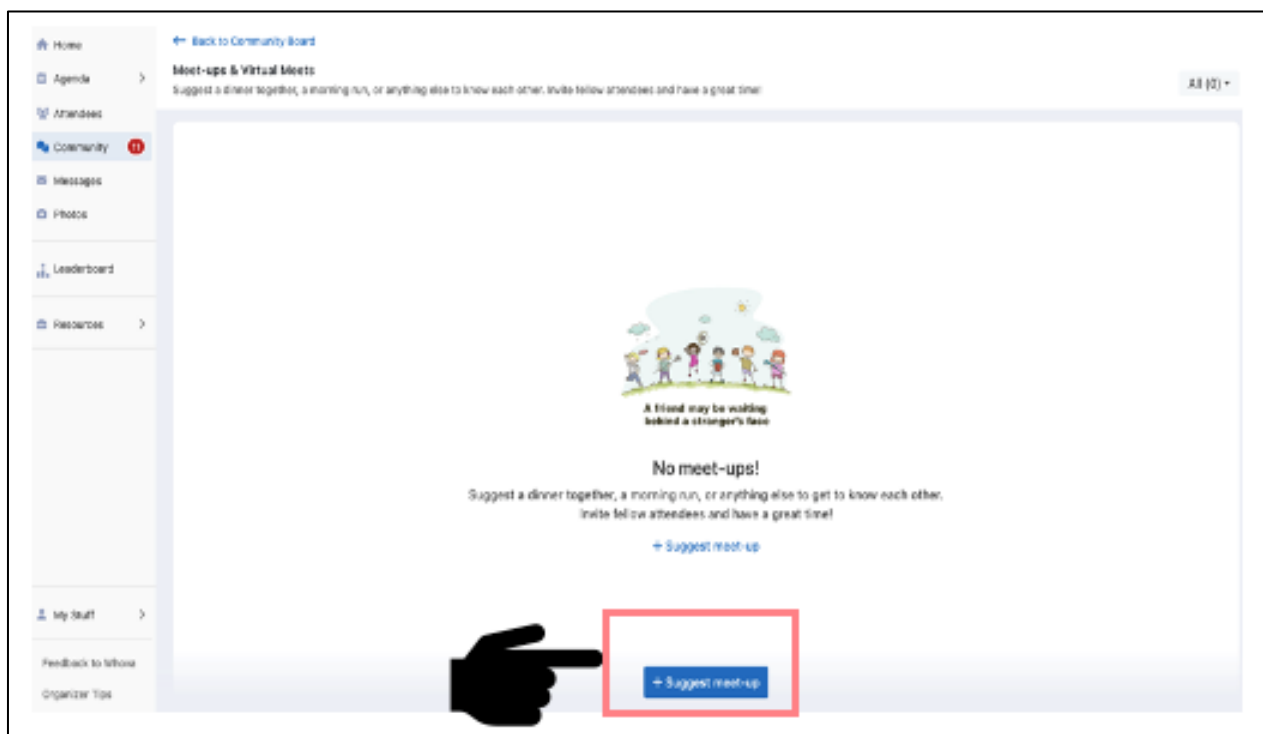 Home
Agenda
Attendees
Community
Messages
Photos
Leaderboard
Resources
My Stuff
Feedback to Whova
Organizer Tips
← Back to Community Board
Meet-ups & Virtual Meets
Suggest a dinner together, a morning run, or anything else to know each other. Invite fellow attendees and have a great time!
All (0)
A friend may be waiting
behind a stranger's face
No meet-ups!
Suggest a dinner together, a morning run, or anything else to get to know each other.
Invite fellow attendees and have a great time!
+ Suggest meet-up
+ Suggest meet-up